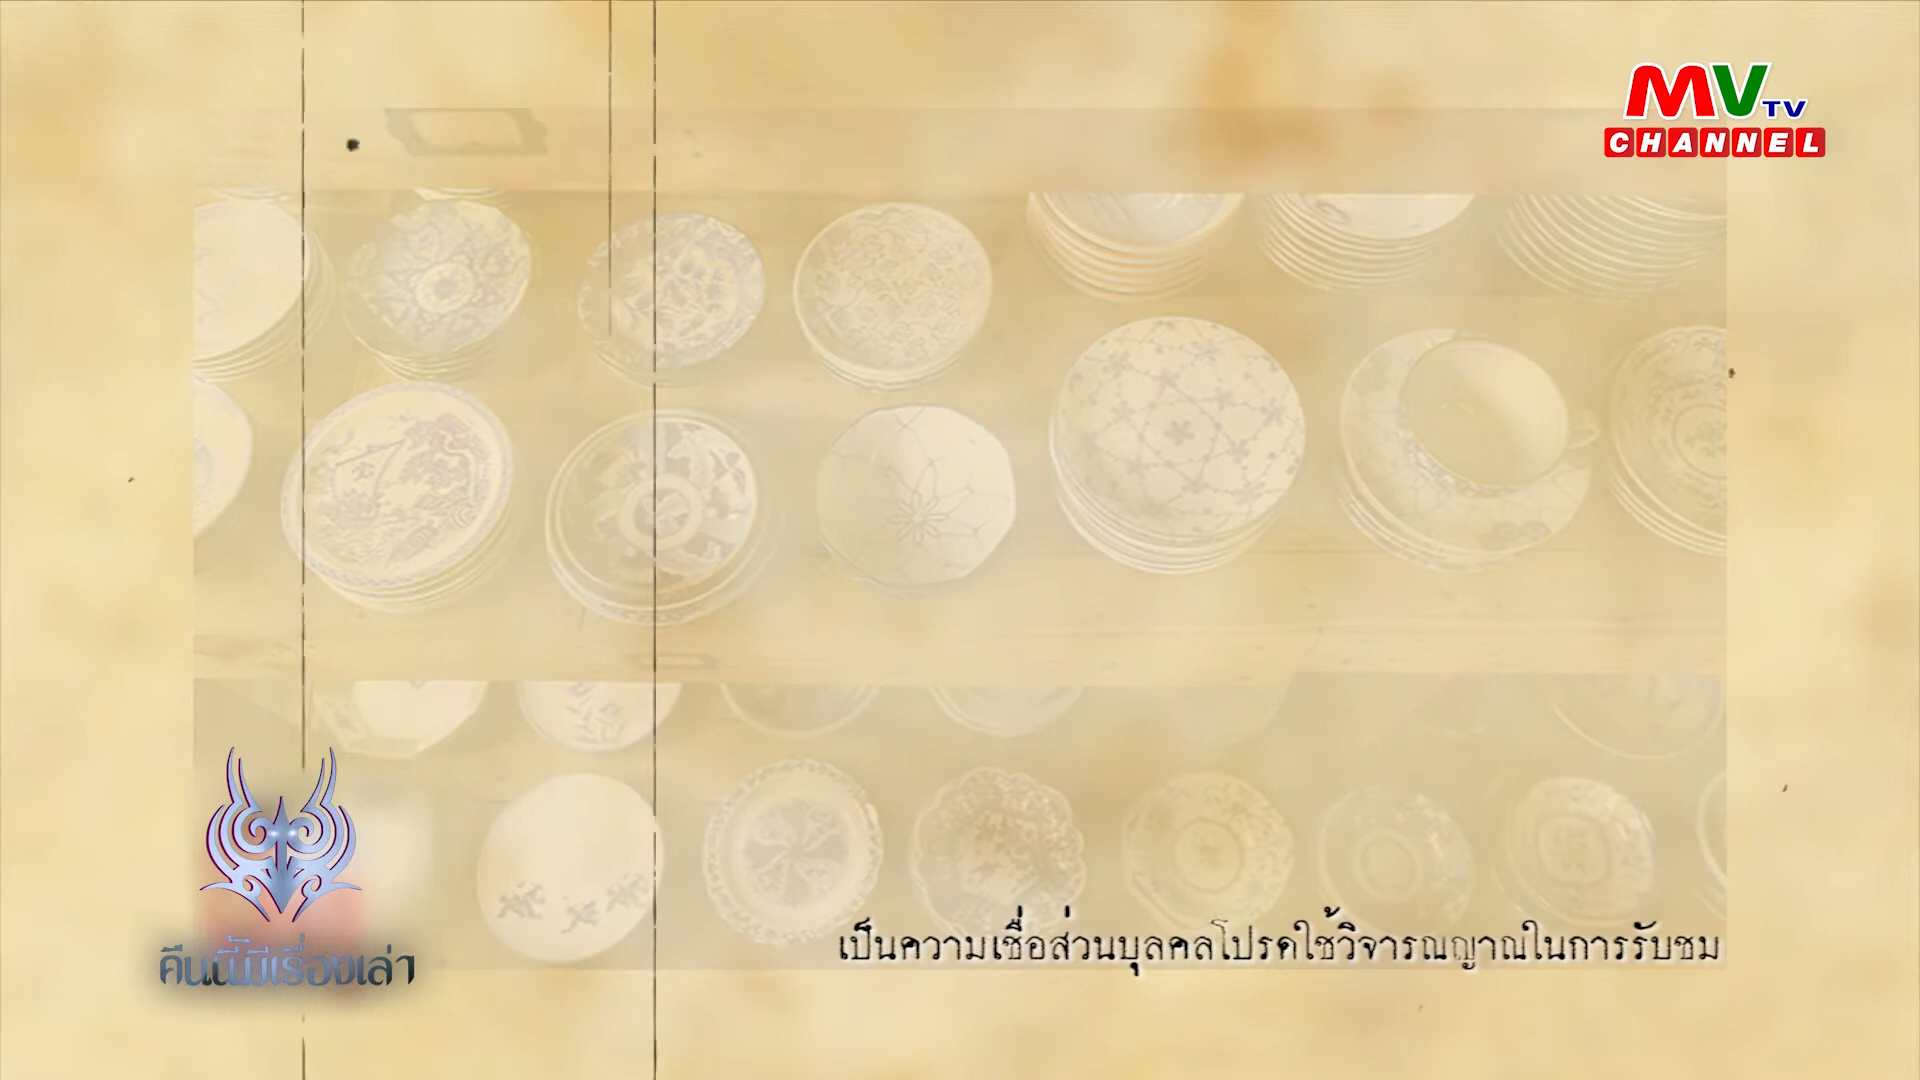 MVTV
CHANNEL
เป็นความเชื่อส่วนบุคคลโปรดใช้วิจารณญาณในการรับชม
คืนนี้มีเรื่องเล่า